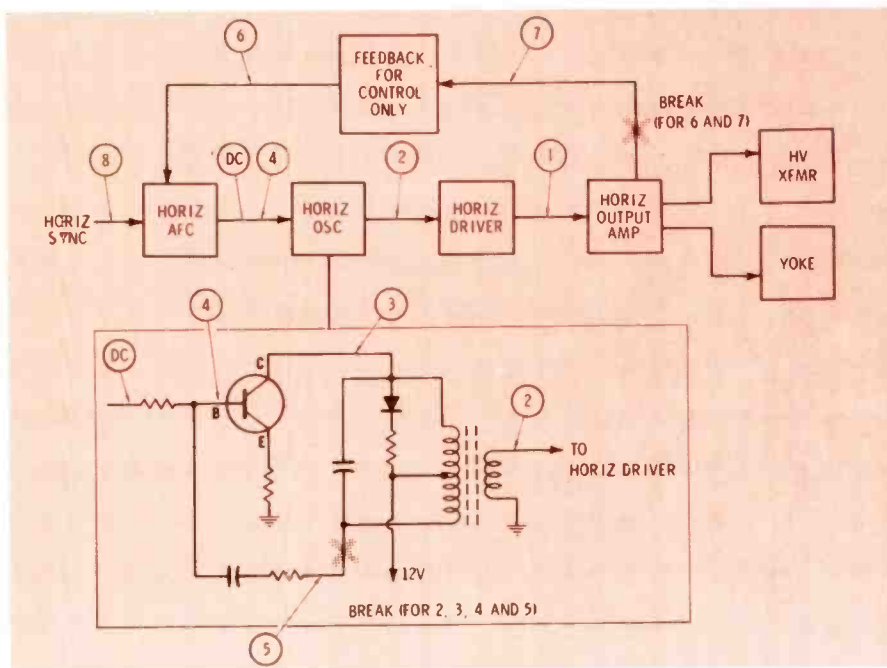 6
7
FEEDBACK
FOR
CONTROL
ONLY
BREAK
(FOR 6 AND 7)
8
DC
4
2
1
HORIZ
SYNC
HORIZ
AFC
HORIZ
OSC
HORIZ
DRIVER
HORIZ
OUTPUT
AMP
HV
XFMR
YOKE
4
3
DC
C
B
E
2
TO
HORIZ DRIVER
12V
BREAK (FOR 2, 3, 4 AND 5)
5